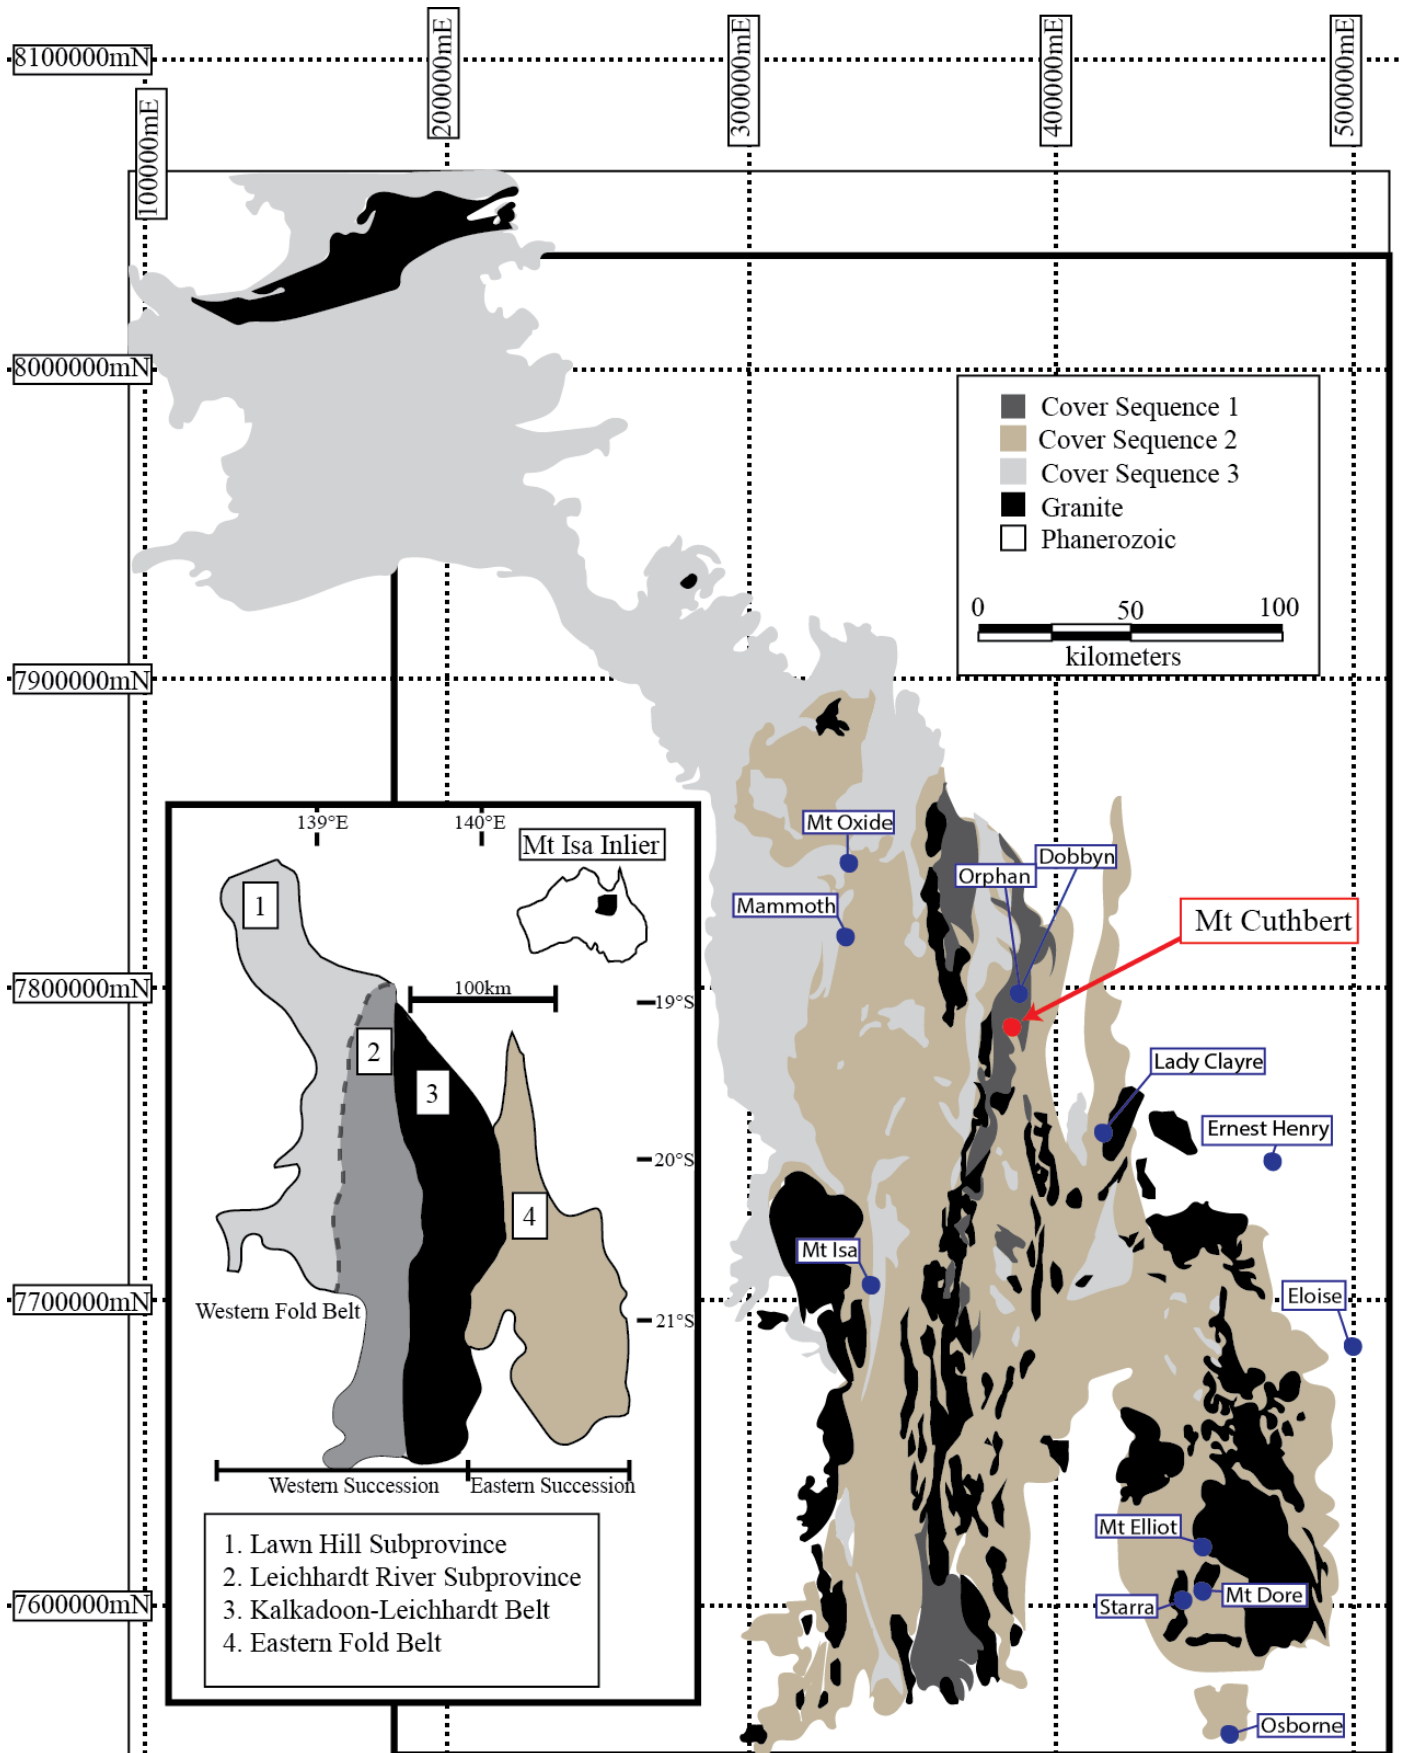 100000mE
200000mE
300000mE
400000mE
500000mE
8100000mN
8000000mN
7900000mN
7800000mN
7700000mN
7600000mN
Cover Sequence 1
Cover Sequence 2
Cover Sequence 3
Granite
Phanerozoic
0 50 100
kilometers
Mt Oxide
Dobbyn
Orphan
Mammoth
Mt Cuthbert
Lady Clayre
Ernest Henry
Mt Isa
Eloise
Mt Elliot
Mt Dore
Starra
Osborne
139°E
140°E
Mt Isa Inlier
1
100km
19°S
2
3
20°S
4
Western Fold Belt
21°S
Western Succession
Eastern Succession
1. Lawn Hill Subprovince
2. Leichhardt River Subprovince
3. Kalkadoon-Leichhardt Belt
4. Eastern Fold Belt